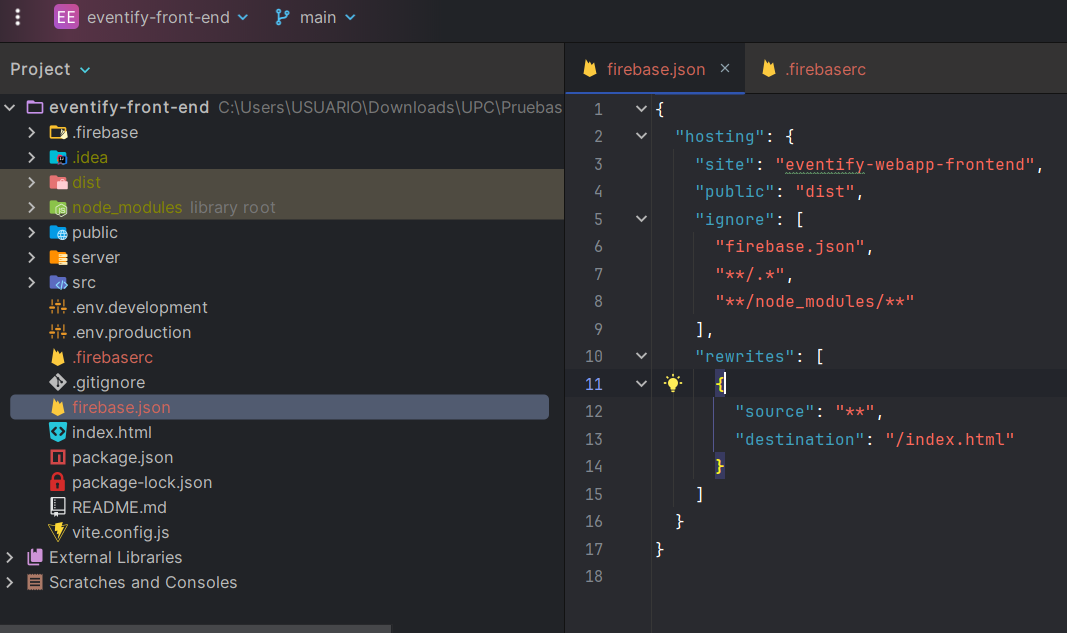 EE eventify-front-end main
Project
firebase.json
.firebaserc
eventify-front-end C:\Users\USUARIO\Downloads\UPC\Pruebas
.firebase
.idea
dist
node_modules library root
public
server
src
.env.development
.env.production
.firebaserc
.gitignore
firebase.json
index.html
package.json
package-lock.json
README.md
vite.config.js
External Libraries
Scratches and Consoles
1 {
2 "hosting": {
3 "site": "eventify-webapp-frontend",
4 "public": "dist",
5 "ignore": [
6 "firebase.json",
7 "**/.*",
8 "**/node_modules/**"
9 ],
10 "rewrites": [
11 {
12 "source": "**",
13 "destination": "/index.html"
14 }
15 ]
16 }
17 }
18